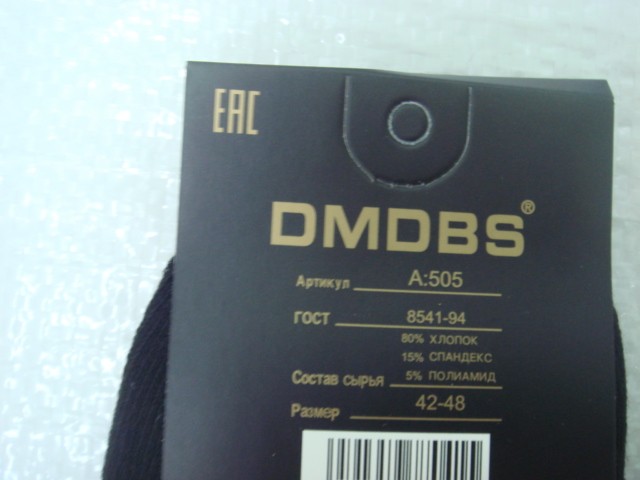 EAC
DMDBS®
Артикул A:505
ГОСТ 8541-94
80% ХЛОПОК
15% СПАНДЕКС
Состав сырья 5% ПОЛИАМИД
Размер 42-48